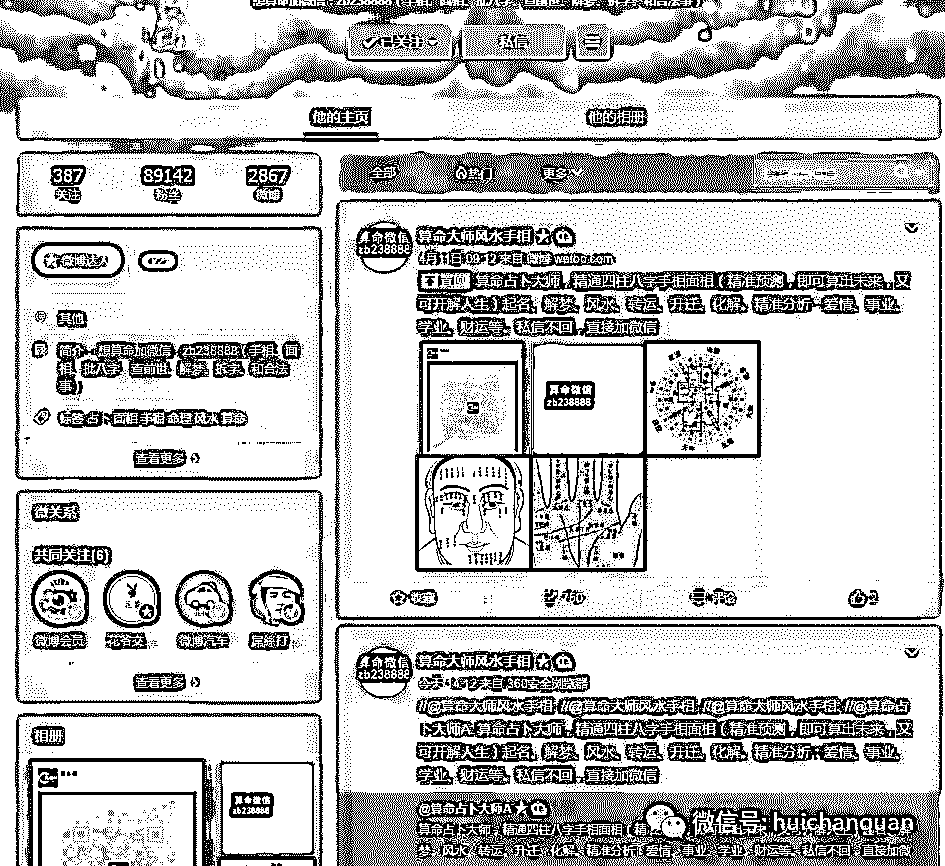 已关注
私信
他的主页
他的相册
387
关注
89142
粉丝
2867
微博
全部
热门
更多
微博达人
其他
简介：想算命加微信：zb238888(手相、面
相、批八字、查前世、解梦、拆字、和合法
事)
标签 占卜 面相 手相 命理 风水 算命
查看更多
微关系
共同关注(6)
微博会员
微博汽车
查看更多
相册
算命微信
zb238888
算命微信
zb238888
算命大师风水手相
4月11日 09:12 来自 微博 weibo.com
置顶 算命占卜大师，精通四柱八字手相面相（精准预测，即可算出未来，又
可开解人生）起名、解梦、风水、转运、升迁、化解、精准分析：爱情、事业、
学业、财运等、私信不回，直接加微信
算命微信
zb238888
收藏
评论
2
算命微信
zb238888
算命大师风水手相
来自 360安全浏览器
//@算命大师风水手相: //@算命大师风水手相: //@算命大师风水手相: //@算命占
卜大师A:算命占卜大师，精通四柱八字手相面相（精准预测，即可算出未来，又
可开解人生）起名、解梦、风水、转运、升迁、化解、精准分析：爱情、事业、
学业、财运等、私信不回，直接加微信
@算命占卜大师A
算命占卜大师，精通四柱八字手相面相（精
梦、风水、转运、升迁、化解、精准分析：爱情、事业、学业、财运等、私信不回，直接加微
微信号: huichanquan